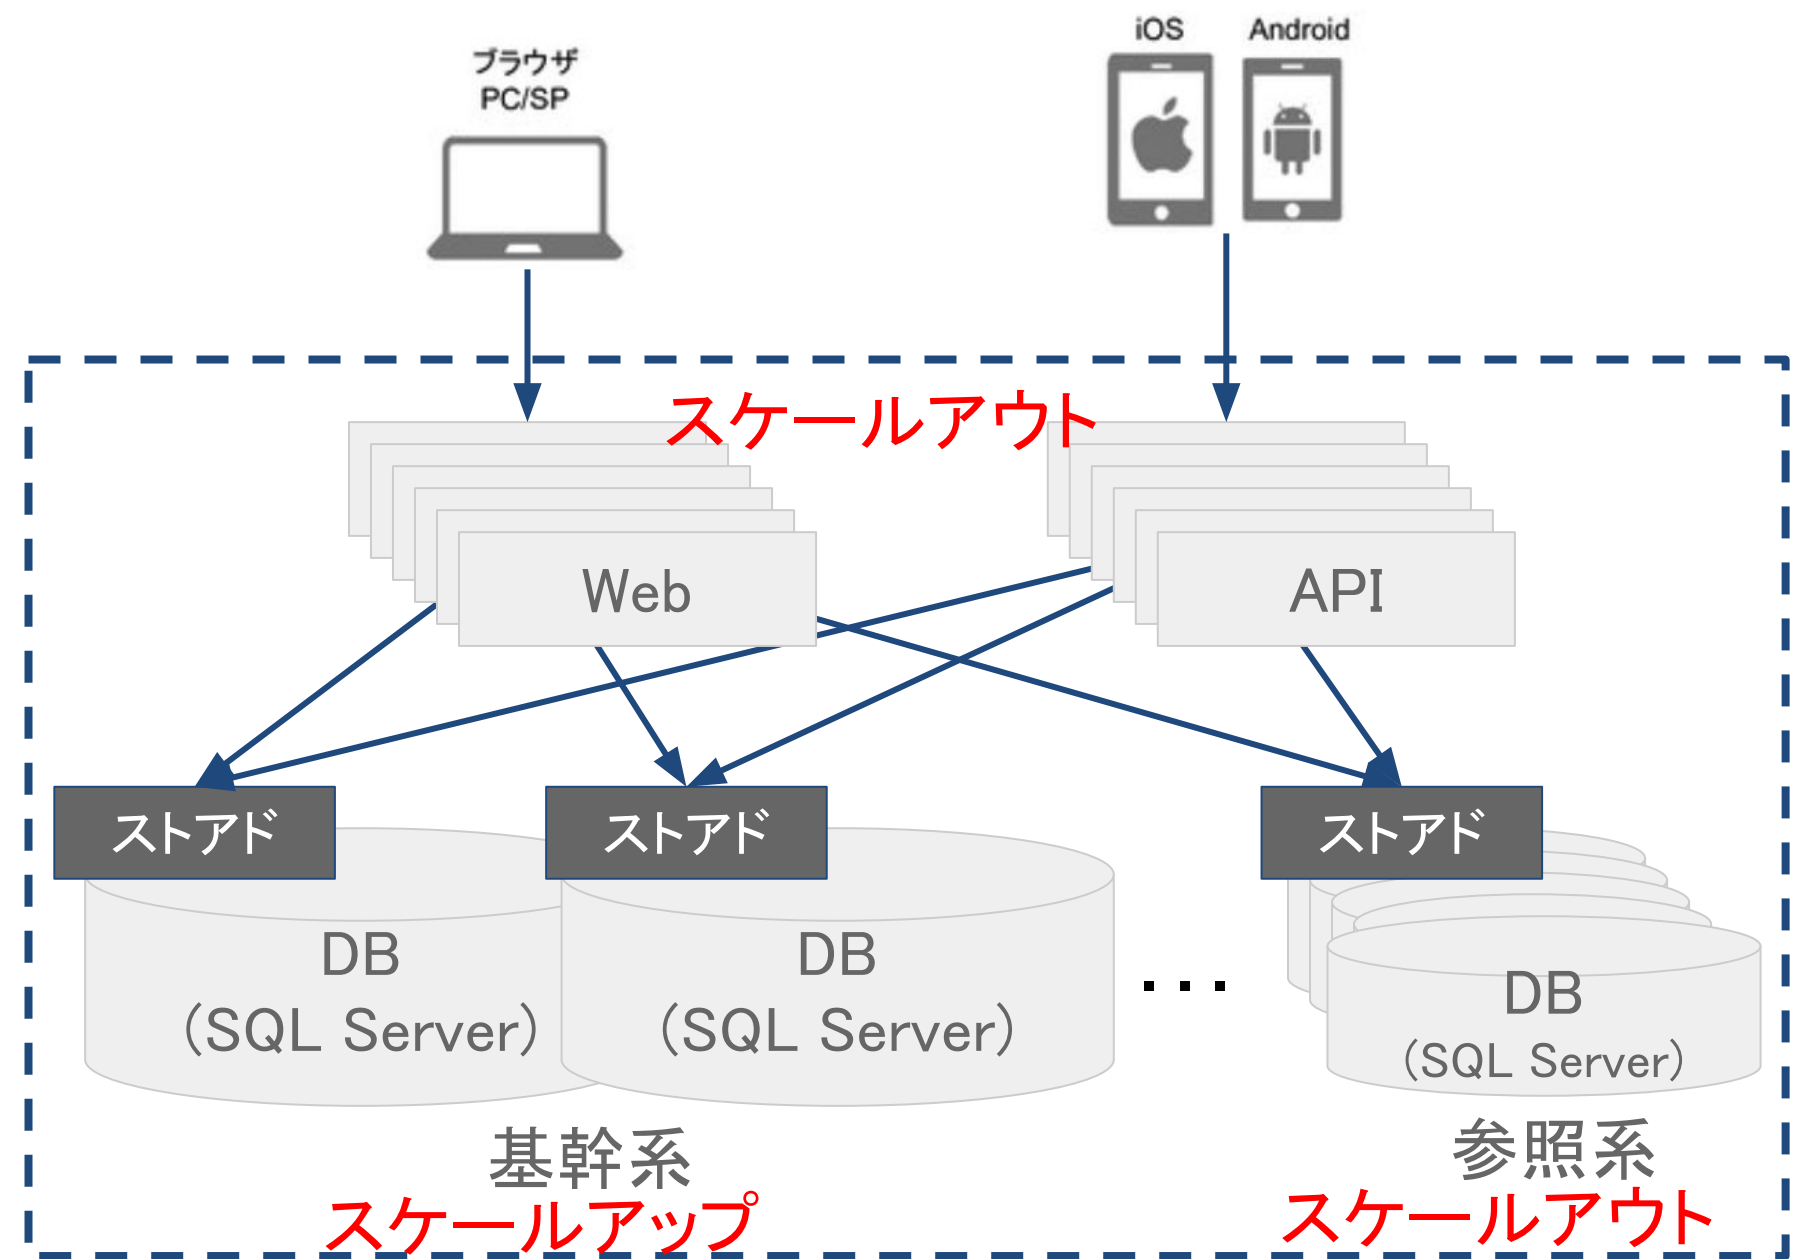 ブラウザ
PC/SP
iOS
Android
スケールアウト
Web
API
ストアド
ストアド
ストアド
DB
(SQL Server)
DB
(SQL Server)
...
DB
(SQL Server)
基幹系
スケールアップ
参照系
スケールアウト